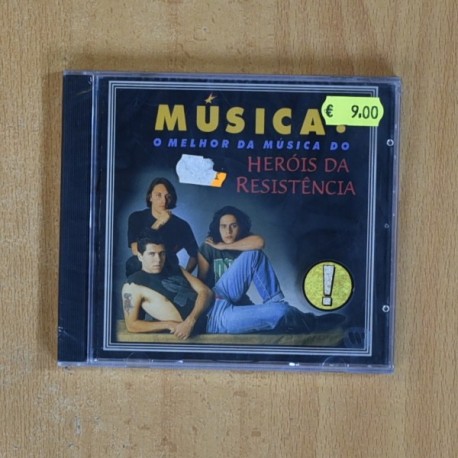 MÚSICA!
€ 9.00
O MELHOR DA MÚSICA DO
HERÓIS DA
RESISTÊNCIA
!